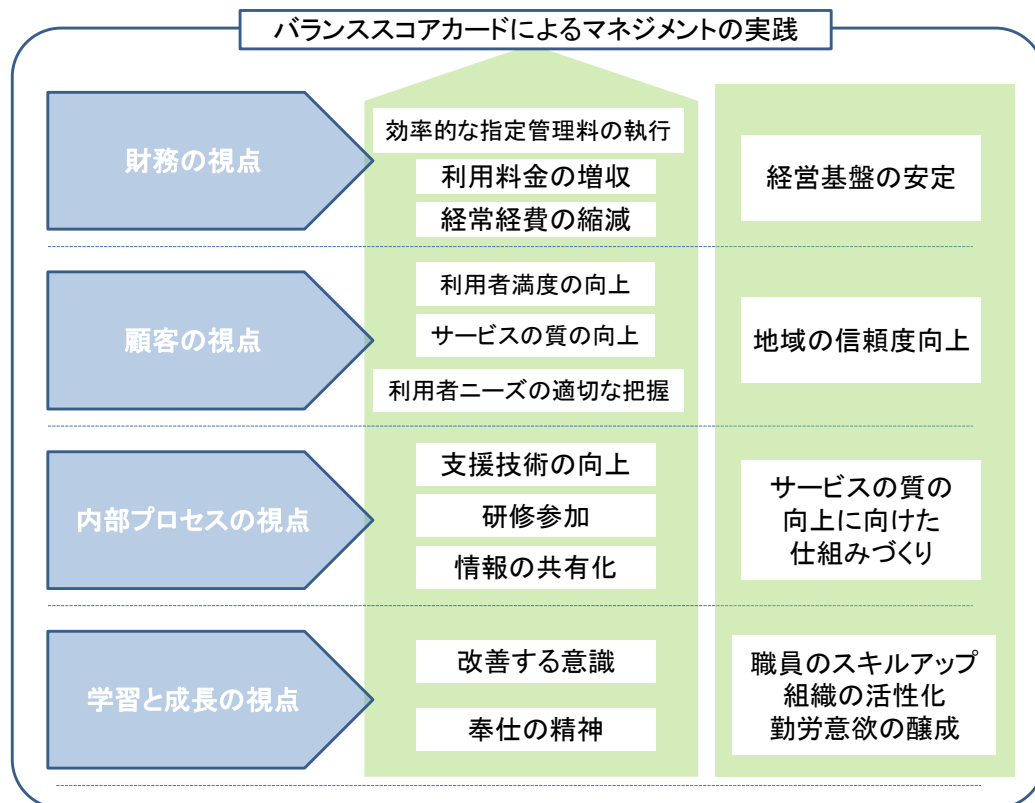 バランススコアカードによるマネジメントの実践
財務の視点
効率的な指定管理料の執行
利用料金の増収
経常経費の縮減
経営基盤の安定
顧客の視点
利用者満度の向上
サービスの質の向上
利用者ニーズの適切な把握
地域の信頼度向上
内部プロセスの視点
支援技術の向上
研修参加
情報の共有化
サービスの質の
向上に向けた
仕組みづくり
学習と成長の視点
改善する意識
奉仕の精神
職員のスキルアップ
組織の活性化
勤労意欲の醸成